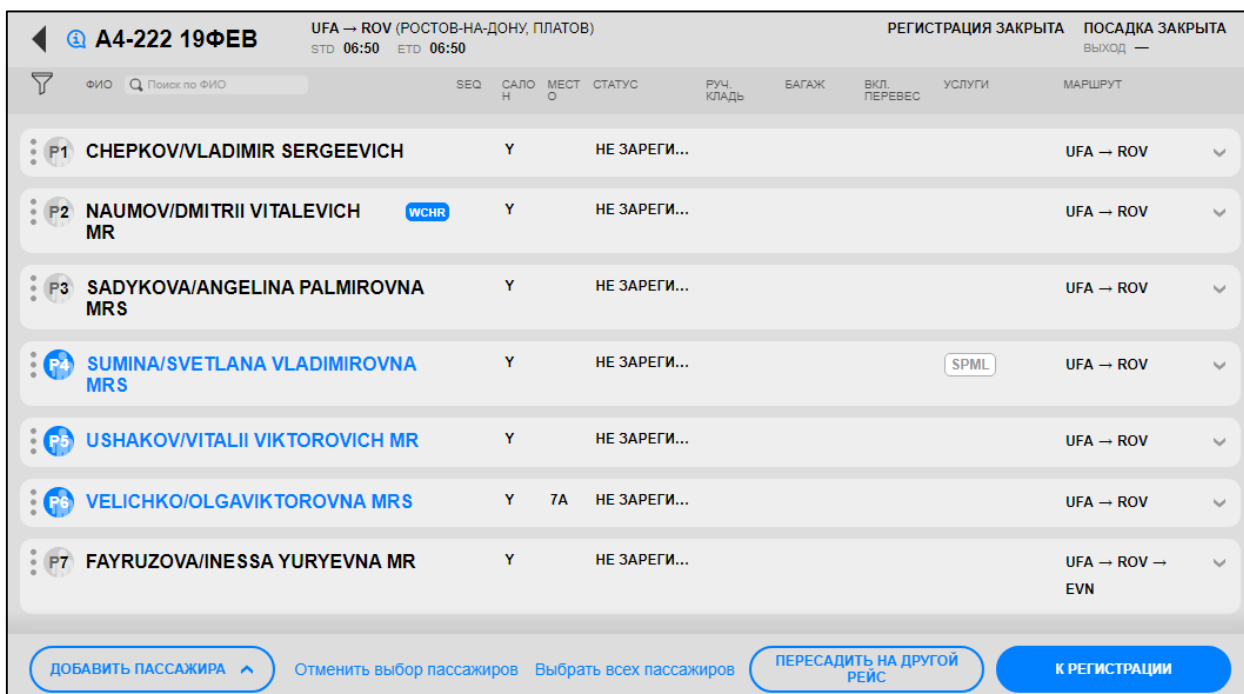 А4-222 19ФЕВ
UFA → ROV (РОСТОВ-НА-ДОНУ, ПЛАТОВ)
STD 06:50 ETD 06:50
РЕГИСТРАЦИЯ ЗАКРЫТА ПОСАДКА ЗАКРЫТА
ВЫХОД —
ФИО Поиск по ФИО SEQ САЛО МЕСТ СТАТУС РУЧ. БАГАЖ ВКЛ. УСЛУГИ МАРШРУТ
Н О КЛАДЬ ПЕРЕВЕС
P1 CHEPKOV/VLADIMIR SERGEEVICH Y НЕ ЗАРЕГИ... UFA → ROV
P2 NAUMOV/DMITRII VITALEVICH WCHR Y НЕ ЗАРЕГИ... UFA → ROV
MR
P3 SADYKOVA/ANGELINA PALMIROVNA Y НЕ ЗАРЕГИ... UFA → ROV
MRS
P4 SUMINA/SVETLANA VLADIMIROVNA Y НЕ ЗАРЕГИ... SPML UFA → ROV
MRS
P5 USHAKOV/VITALII VIKTOROVICH MR Y НЕ ЗАРЕГИ... UFA → ROV
P6 VELICHKO/OLGAVIKTOROVNA MRS Y 7A НЕ ЗАРЕГИ... UFA → ROV
P7 FAYRUZOVA/INESSA YURYEVNA MR Y НЕ ЗАРЕГИ... UFA → ROV →
EVN
ДОБАВИТЬ ПАССАЖИРА Отменить выбор пассажиров Выбрать всех пассажиров ПЕРЕСАДИТЬ НА ДРУГОЙ К РЕГИСТРАЦИИ
РЕЙС